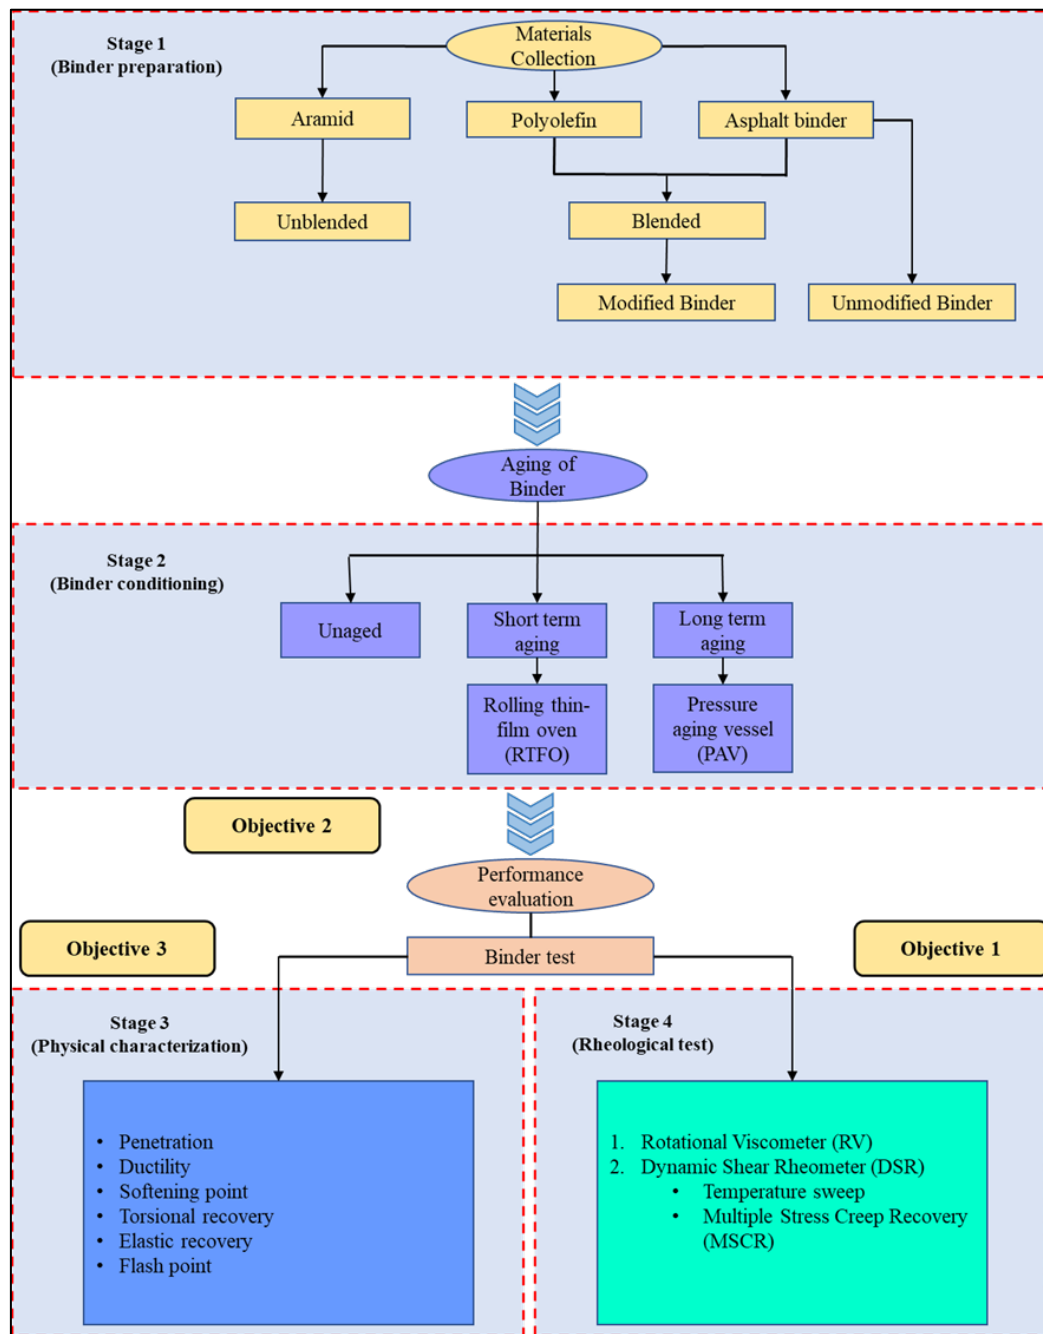 Stage 1
(Binder preparation)
Materials
Collection
Aramid
Polyolefin
Asphalt binder
Unblended
Blended
Modified Binder
Unmodified Binder
Aging of
Binder
Stage 2
(Binder conditioning)
Unaged
Short term
aging
Long term
aging
Rolling thin-
film oven
(RTFO)
Pressure
aging vessel
(PAV)
Objective 2
Performance
evaluation
Objective 3
Binder test
Objective 1
Stage 3
(Physical characterization)
Stage 4
(Rheological test)
• Penetration
• Ductility
• Softening point
• Torsional recovery
• Elastic recovery
• Flash point
1. Rotational Viscometer (RV)
2. Dynamic Shear Rheometer (DSR)
• Temperature sweep
• Multiple Stress Creep Recovery
(MSCR)